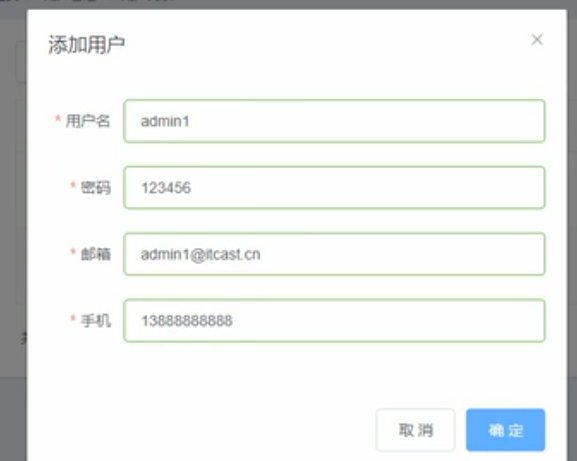 添加用户
* 用户名 admin1
* 密码 123456
* 邮箱 admin1@itcast.cn
* 手机 13888888888
取消 确定